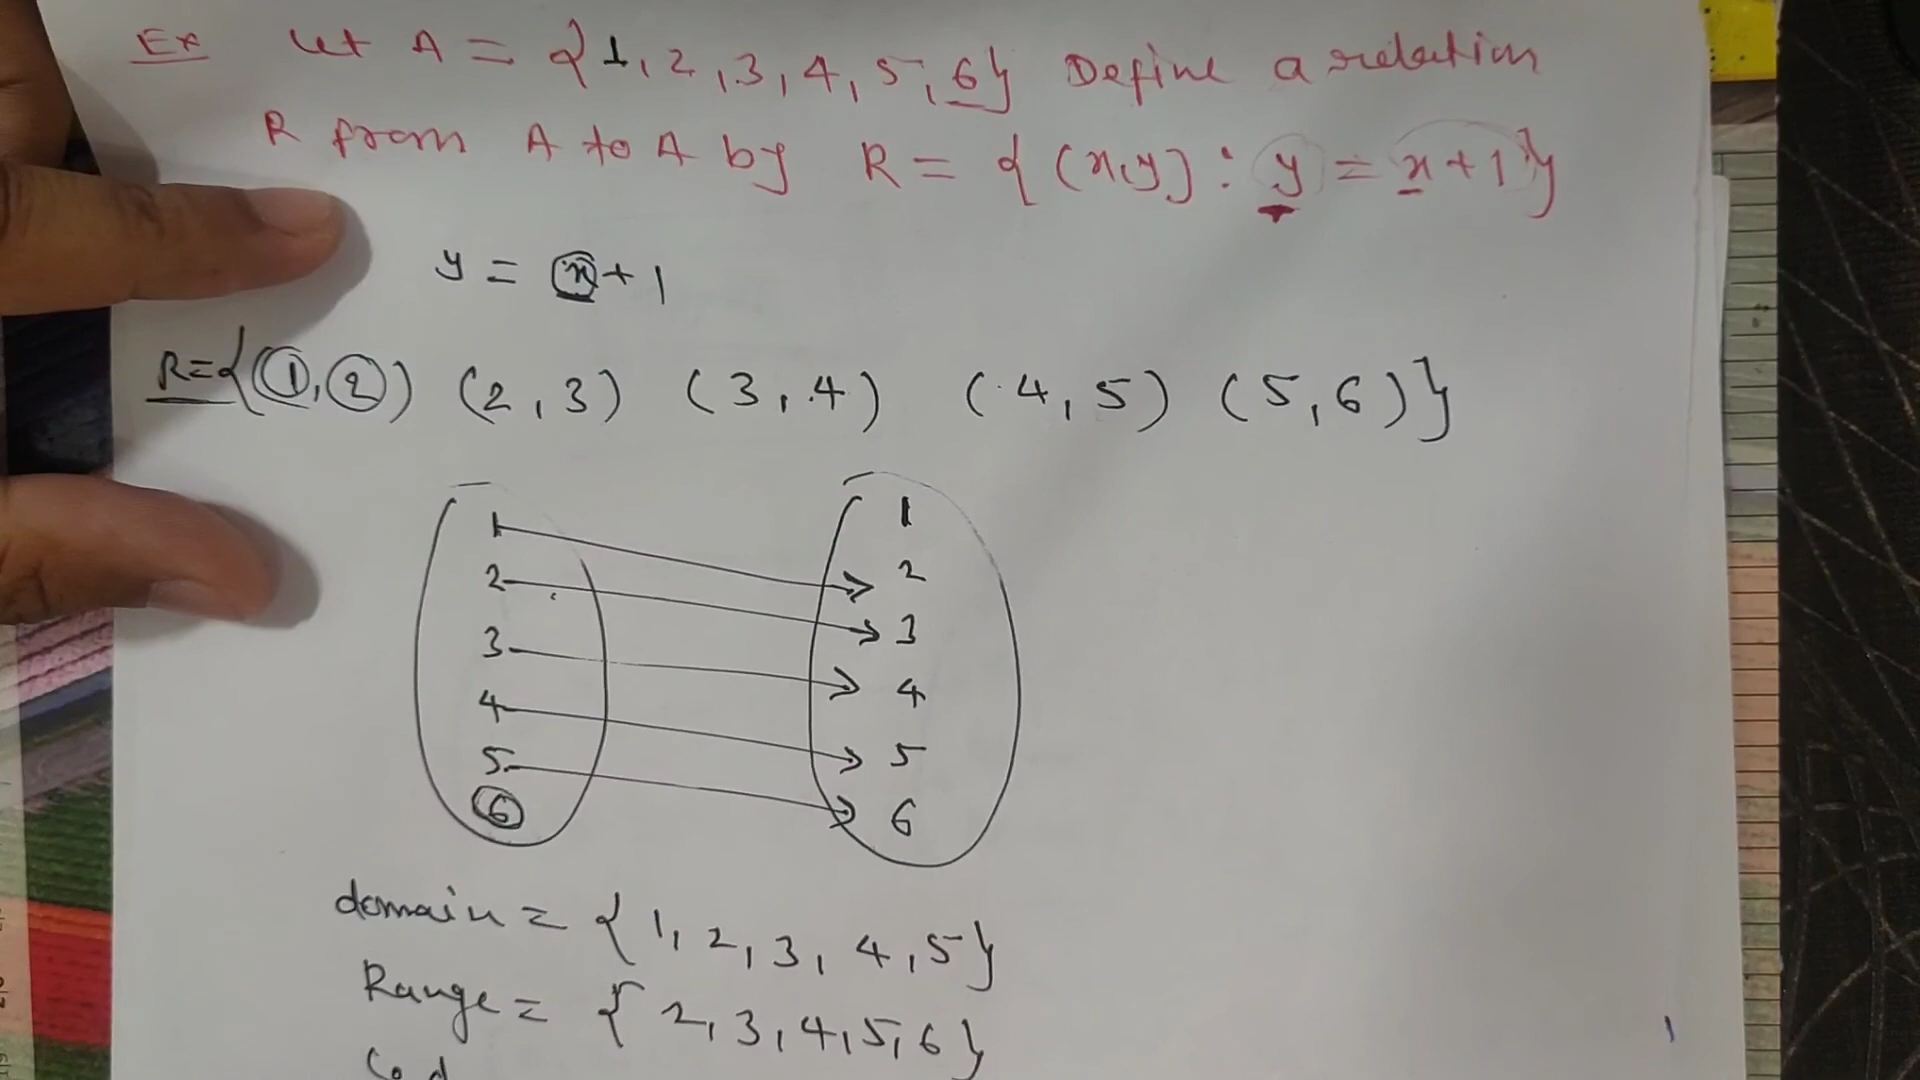 Ex Let A = {1, 2, 3, 4, 5, 6} Define a relation
R from A to A by R = {(x,y) : y = x+1}
y = x+1
R={(1,2) (2,3) (3,4) (4,5) (5,6)}
1 1
2 2
3 3
4 4
5 5
6 6
domain = {1, 2, 3, 4, 5}
Range = {2, 3, 4, 5, 6}
Cod